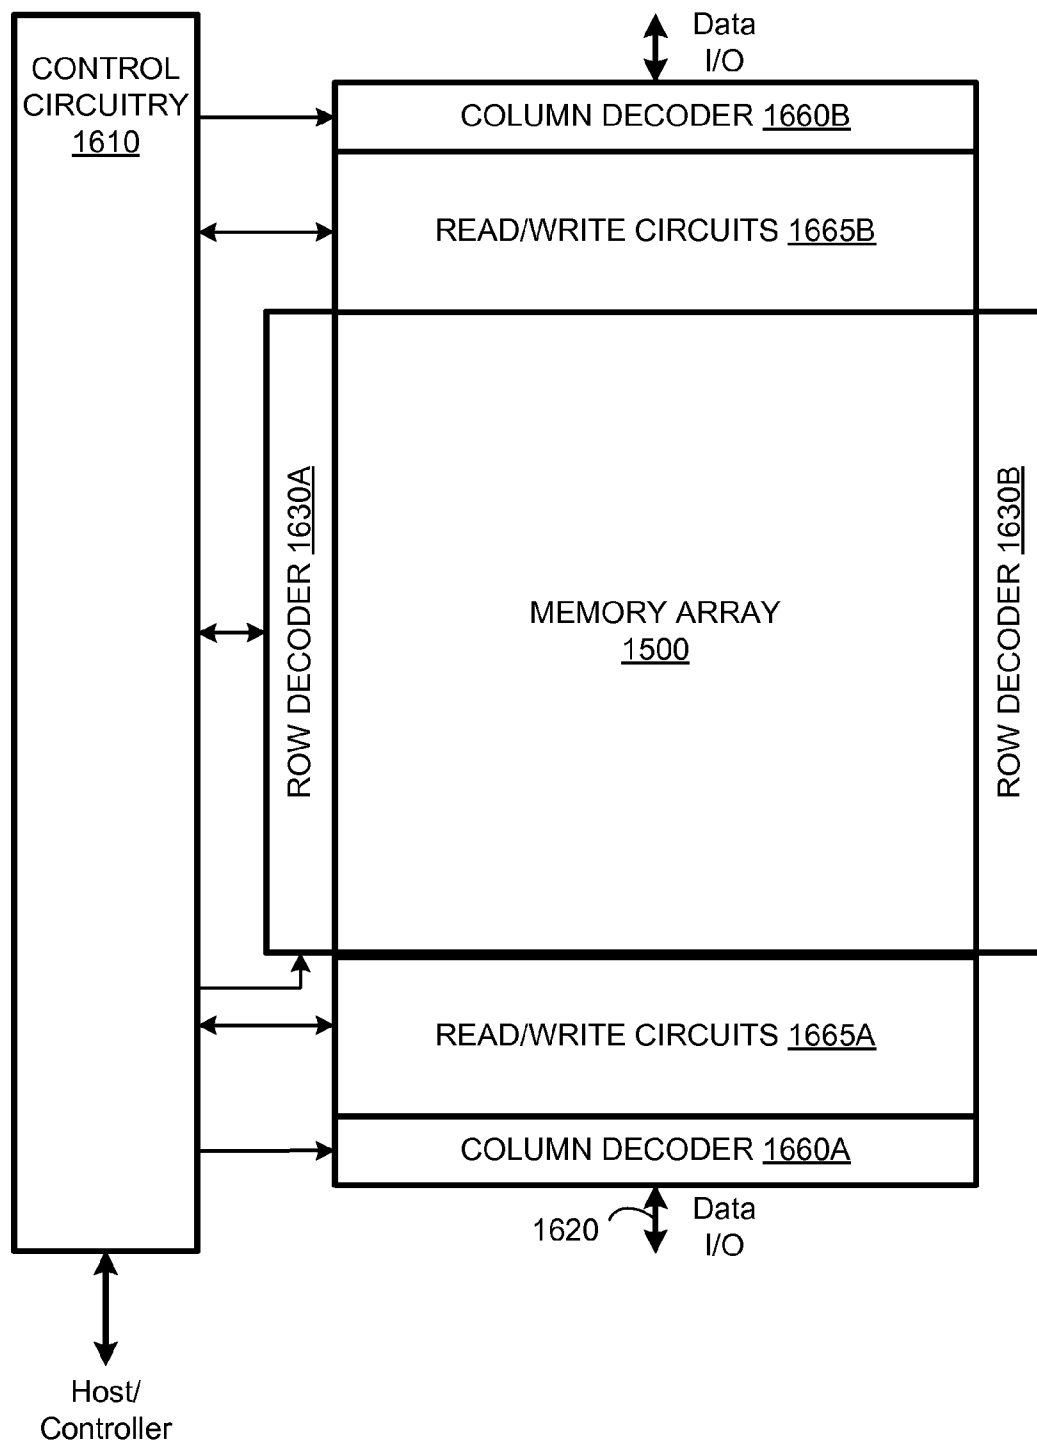 Data
I/O
CONTROL
CIRCUITRY
1610
COLUMN DECODER 1660B
READ/WRITE CIRCUITS 1665B
ROW DECODER 1630A
MEMORY ARRAY
1500
ROW DECODER 1630B
READ/WRITE CIRCUITS 1665A
COLUMN DECODER 1660A
1620
Data
I/O
Host/
Controller